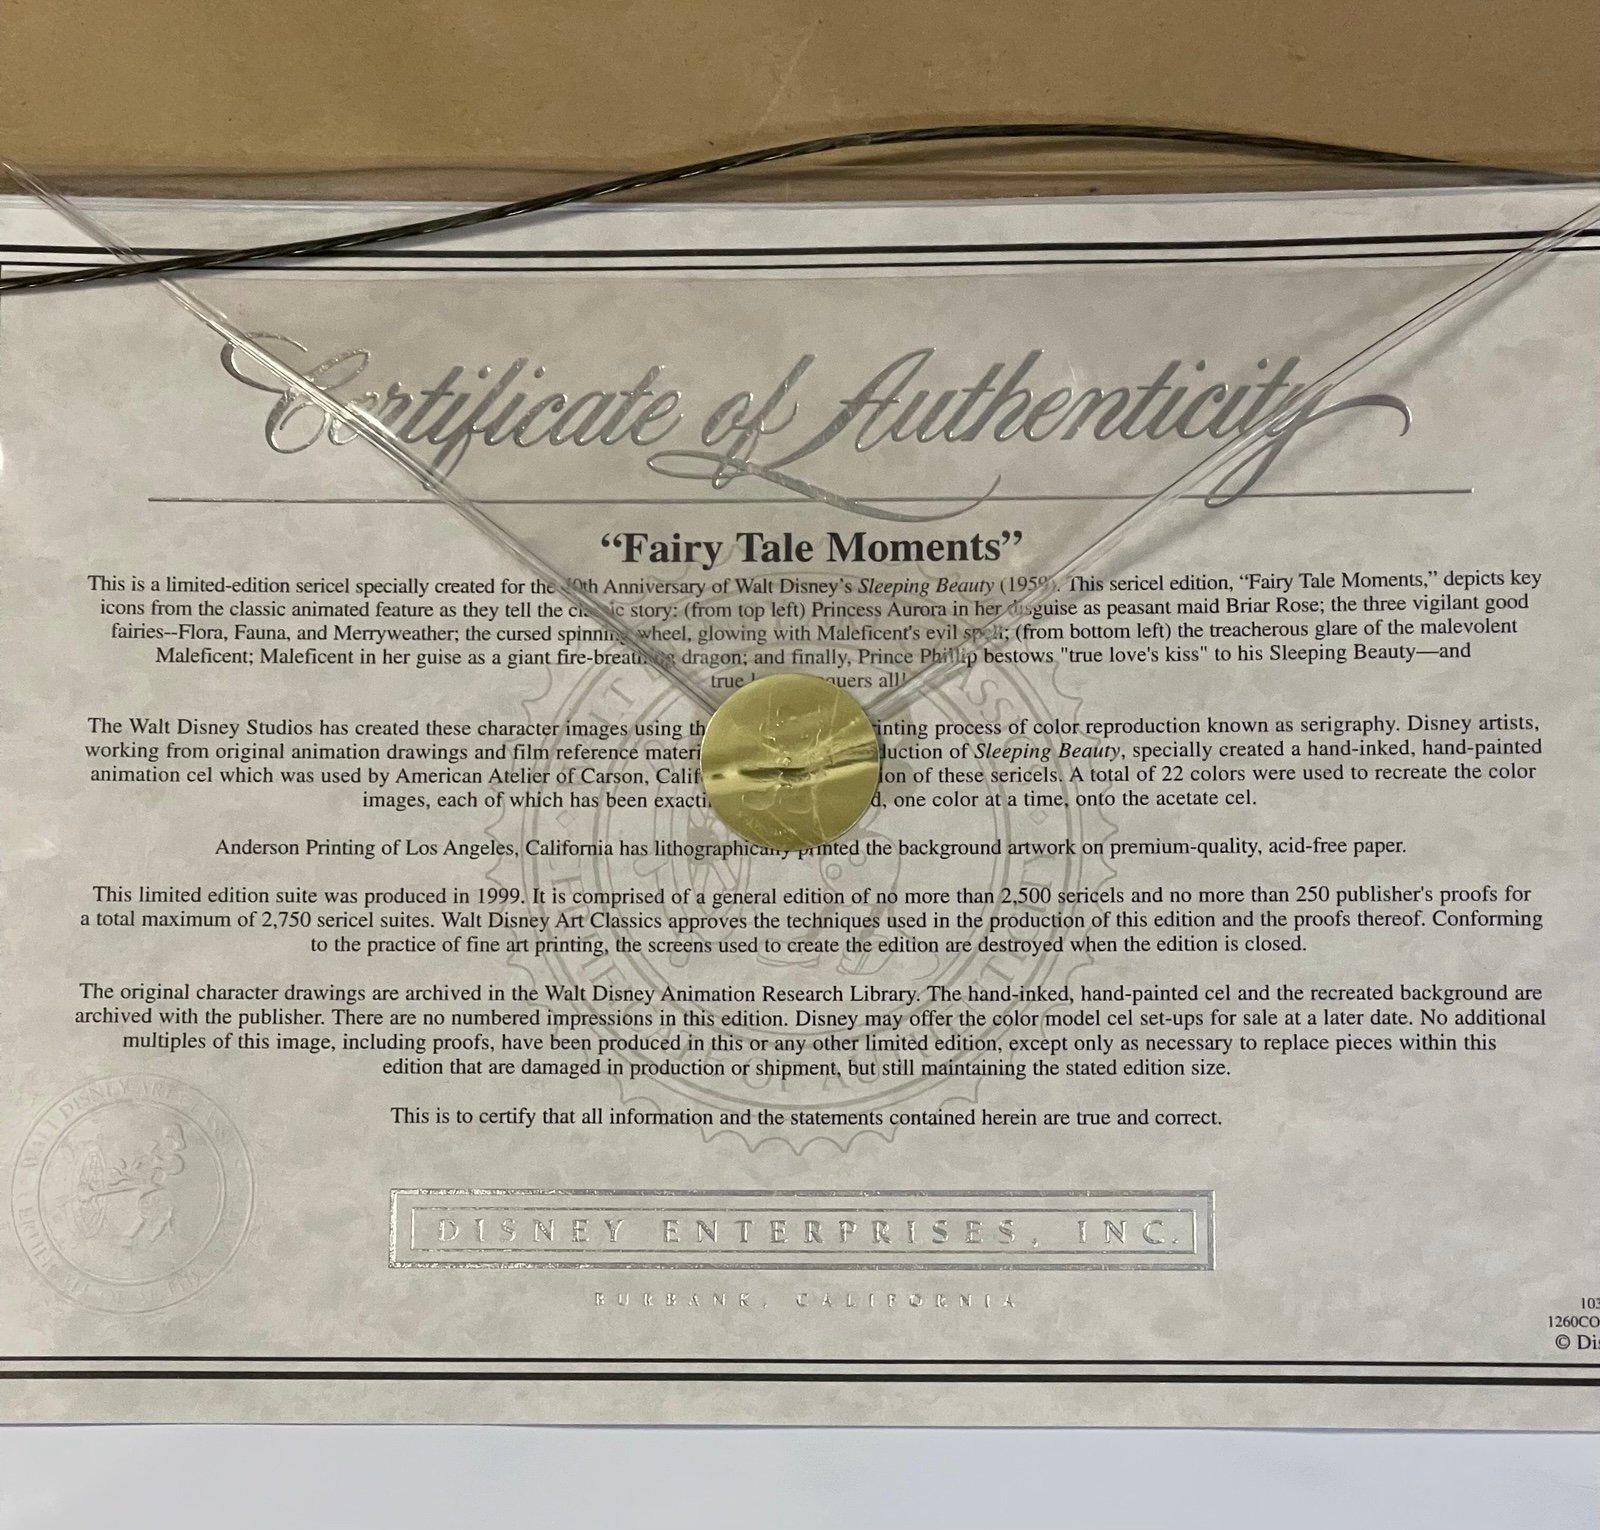 Certificate of Authenticity
“Fairy Tale Moments”
This is a limited-edition sericel specially created for the 40th Anniversary of Walt Disney’s Sleeping Beauty (1959). This sericel edition, “Fairy Tale Moments,” depicts key
icons from the classic animated feature as they tell the classic story: (from top left) Princess Aurora in her disguise as peasant maid Briar Rose; the three vigilant good
fairies--Flora, Fauna, and Merryweather; the cursed spinning wheel, glowing with Maleficent's evil spell; (from bottom left) the treacherous glare of the malevolent
Maleficent; Maleficent in her guise as a giant fire-breathing dragon; and finally, Prince Phillip bestows "true love's kiss" to his Sleeping Beauty—and
true all!
The Walt Disney Studios has created these character images using the printing process of color reproduction known as serigraphy. Disney artists,
working from original animation drawings and film reference materi duction of Sleeping Beauty, specially created a hand-inked, hand-painted
animation cel which was used by American Atelier of Carson, Calif ion of these sericels. A total of 22 colors were used to recreate the color
images, each of which has been exacti d, one color at a time, onto the acetate cel.
Anderson Printing of Los Angeles, California has lithographically printed the background artwork on premium-quality, acid-free paper.
This limited edition suite was produced in 1999. It is comprised of a general edition of no more than 2,500 sericels and no more than 250 publisher's proofs for
a total maximum of 2,750 sericel suites. Walt Disney Art Classics approves the techniques used in the production of this edition and the proofs thereof. Conforming
to the practice of fine art printing, the screens used to create the edition are destroyed when the edition is closed.
The original character drawings are archived in the Walt Disney Animation Research Library. The hand-inked, hand-painted cel and the recreated background are
archived with the publisher. There are no numbered impressions in this edition. Disney may offer the color model cel set-ups for sale at a later date. No additional
multiples of this image, including proofs, have been produced in this or any other limited edition, except only as necessary to replace pieces within this
edition that are damaged in production or shipment, but still maintaining the stated edition size.
This is to certify that all information and the statements contained herein are true and correct.
DISNEY ENTERPRISES, INC.
BURBANK, CALIFORNIA
103
1260CO
© Dis